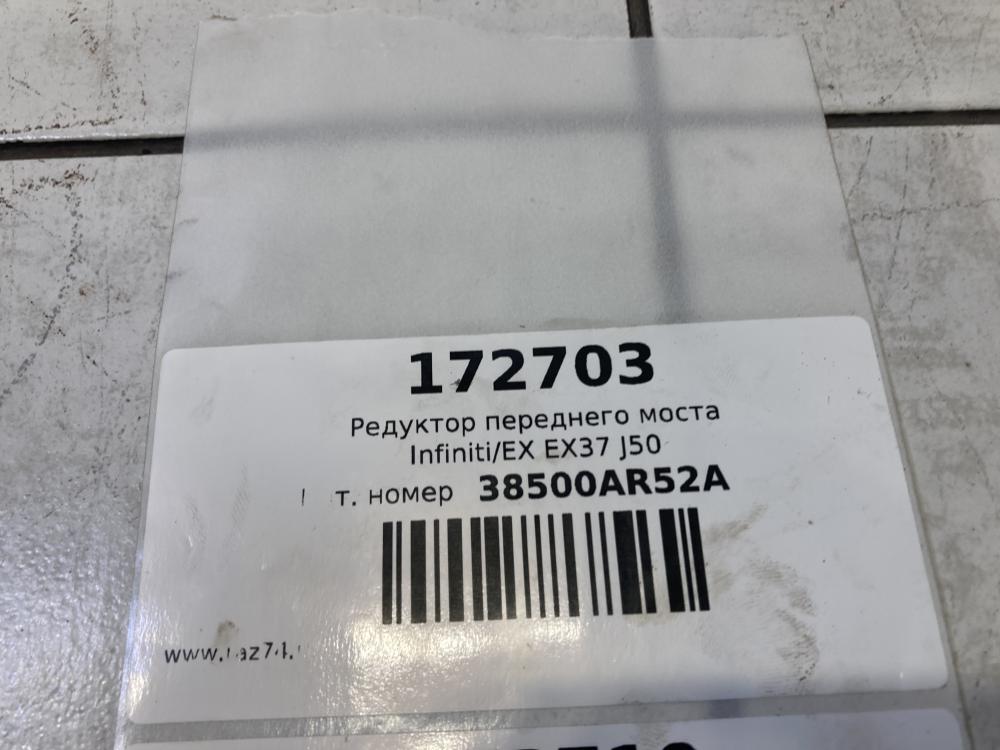 172703
Редуктор переднего моста
Infiniti/EX EX37 J50
т. номер 38500AR52A